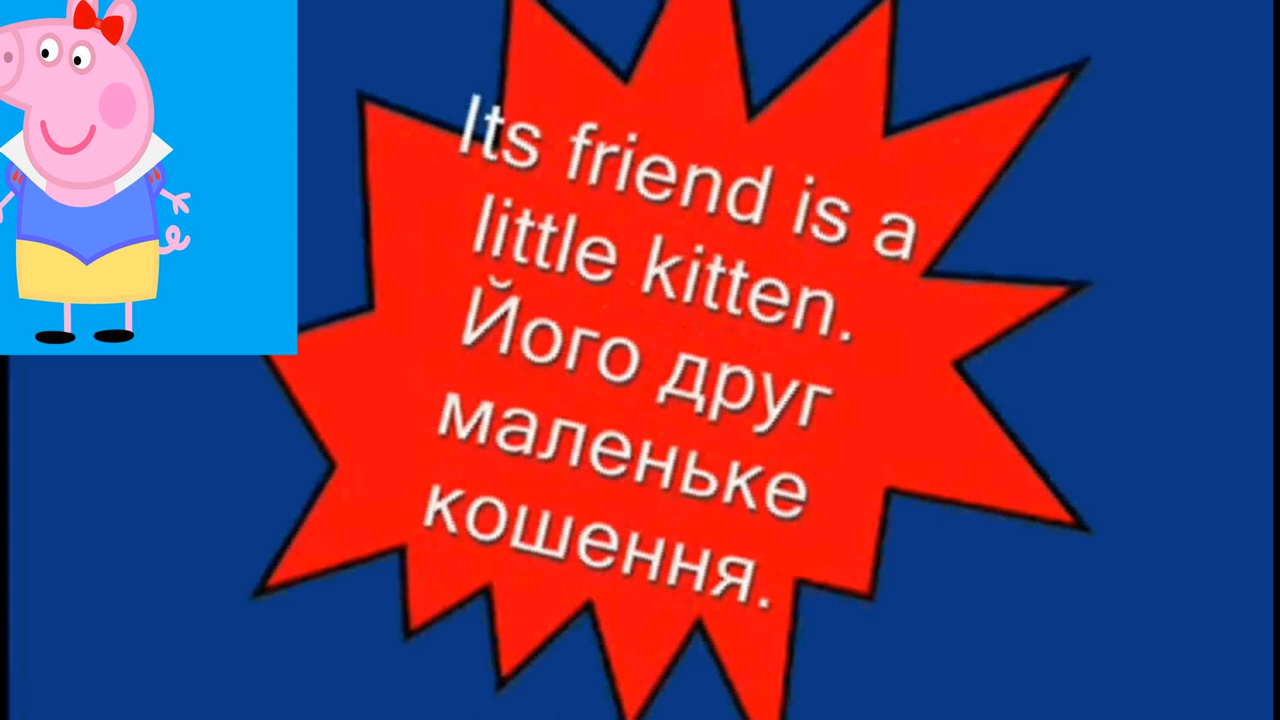 Its friend is a
little kitten.
Його друг
маленьке
кошення.